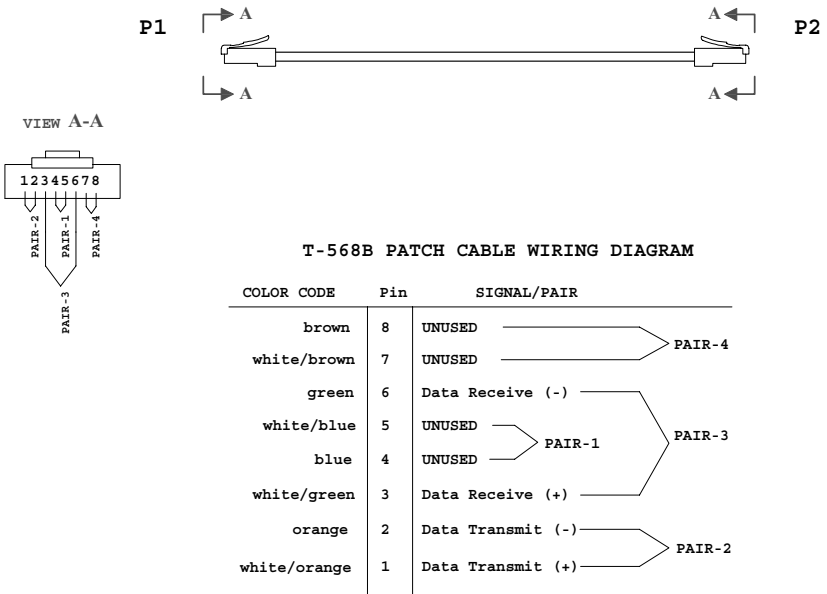 P1
A
A
P2
A
A
VIEW A-A
12345678
PAIR-2
PAIR-1
PAIR-4
PAIR-3
T-568B PATCH CABLE WIRING DIAGRAM
COLOR CODE Pin SIGNAL/PAIR
brown 8 UNUSED
PAIR-4
white/brown 7 UNUSED
green 6 Data Receive (-)
white/blue 5 UNUSED
PAIR-1
PAIR-3
blue 4 UNUSED
white/green 3 Data Receive (+)
orange 2 Data Transmit (-)
PAIR-2
white/orange 1 Data Transmit (+)